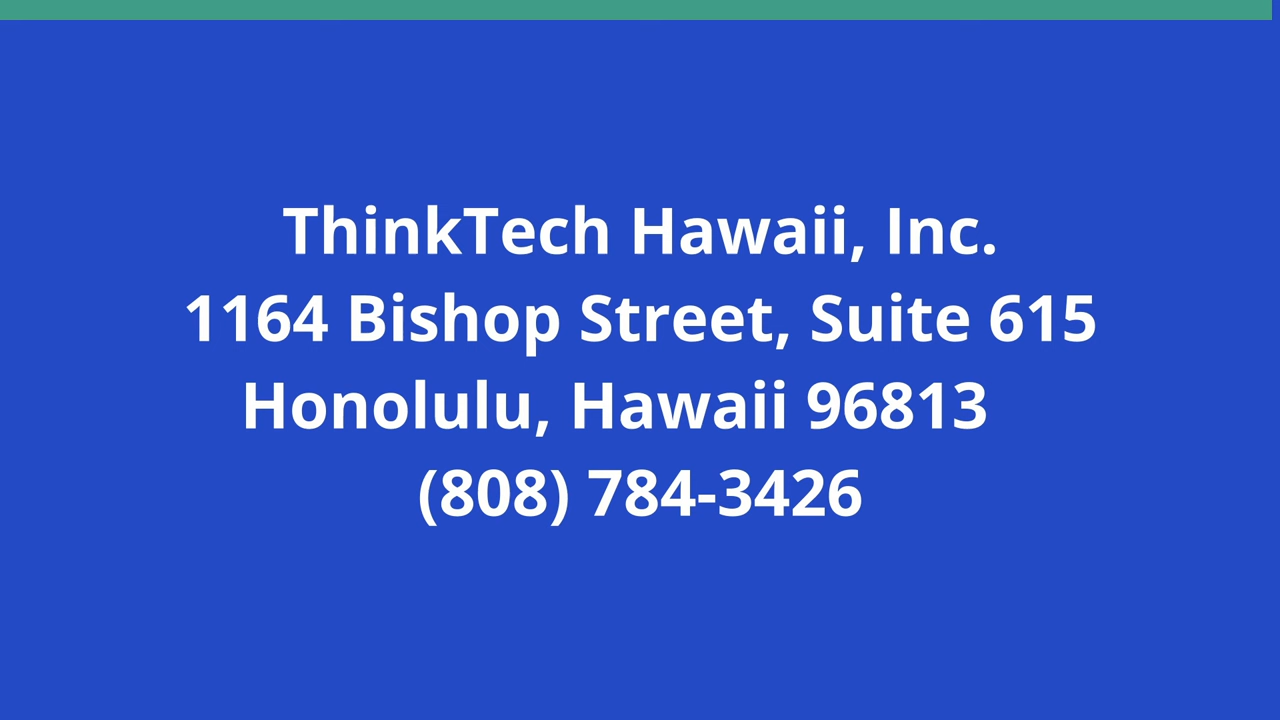 ThinkTech Hawaii, Inc.
1164 Bishop Street, Suite 615
Honolulu, Hawaii 96813
(808) 784-3426